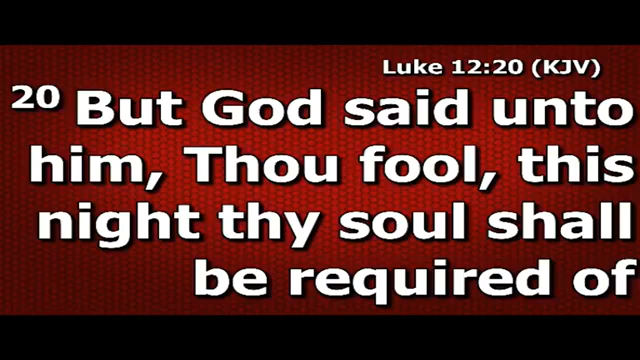 Luke 12:20 (KJV)
20 But God said unto
him, Thou fool, this
night thy soul shall
be required of